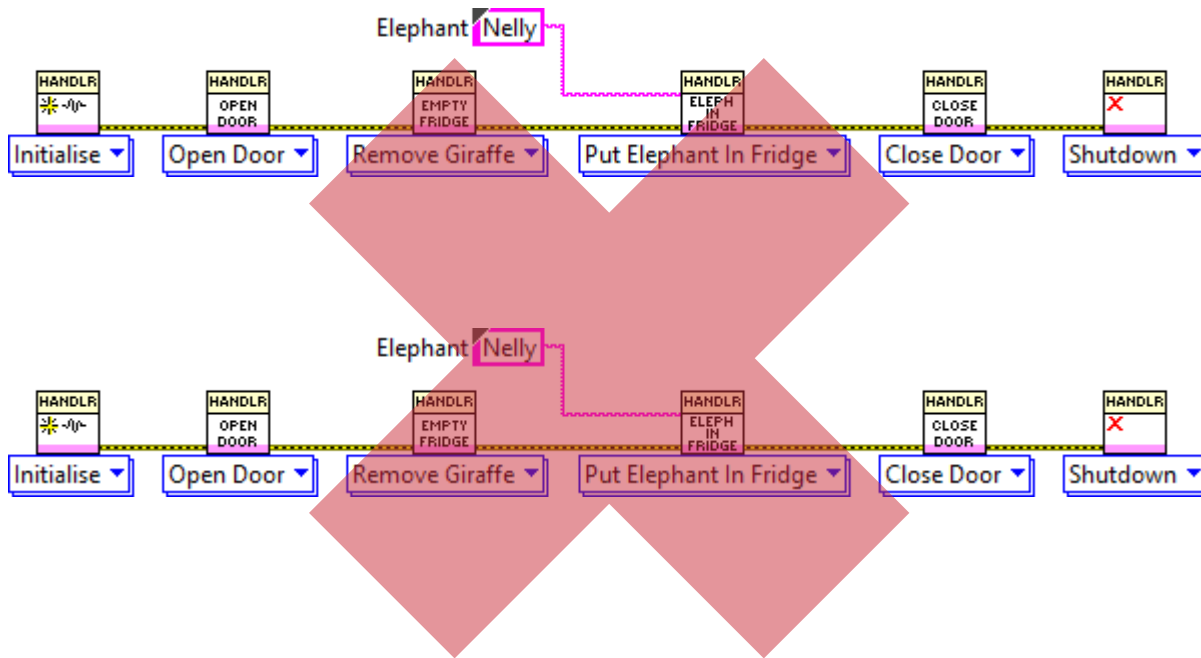 Elephant Nelly
HANDLR HANDLR HANDLR HANDLR HANDLR HANDLR
OPEN DOOR
EMPTY FRIDGE
ELEPH IN FRIDGE
CLOSE DOOR
X
Initialise Open Door Remove Giraffe Put Elephant In Fridge Close Door Shutdown
Elephant Nelly
HANDLR HANDLR HANDLR HANDLR HANDLR HANDLR
OPEN DOOR
EMPTY FRIDGE
ELEPH IN FRIDGE
CLOSE DOOR
X
Initialise Open Door Remove Giraffe Put Elephant In Fridge Close Door Shutdown